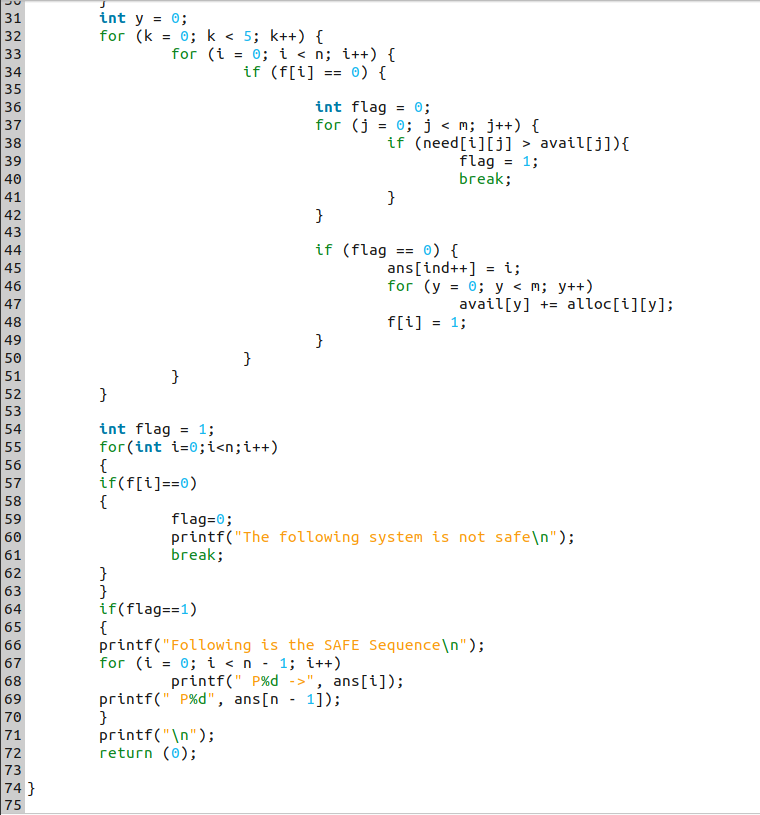 30 }
31 int y = 0;
32 for (k = 0; k < 5; k++) {
33 for (i = 0; i < n; i++) {
34 if (f[i] == 0) {
35
36 int flag = 0;
37 for (j = 0; j < m; j++) {
38 if (need[i][j] > avail[j]){
39 flag = 1;
40 break;
41 }
42 }
43
44 if (flag == 0) {
45 ans[ind++] = i;
46 for (y = 0; y < m; y++)
47 avail[y] += alloc[i][y];
48 f[i] = 1;
49 }
50 }
51 }
52 }
53
54 int flag = 1;
55 for(int i=0;i<n;i++)
56 {
57 if(f[i]==0)
58 {
59 flag=0;
60 printf("The following system is not safe\n");
61 break;
62 }
63 }
64 if(flag==1)
65 {
66 printf("Following is the SAFE Sequence\n");
67 for (i = 0; i < n - 1; i++)
68 printf(" P%d ->", ans[i]);
69 printf(" P%d", ans[n - 1]);
70 }
71 printf("\n");
72 return (0);
73
74 }
75